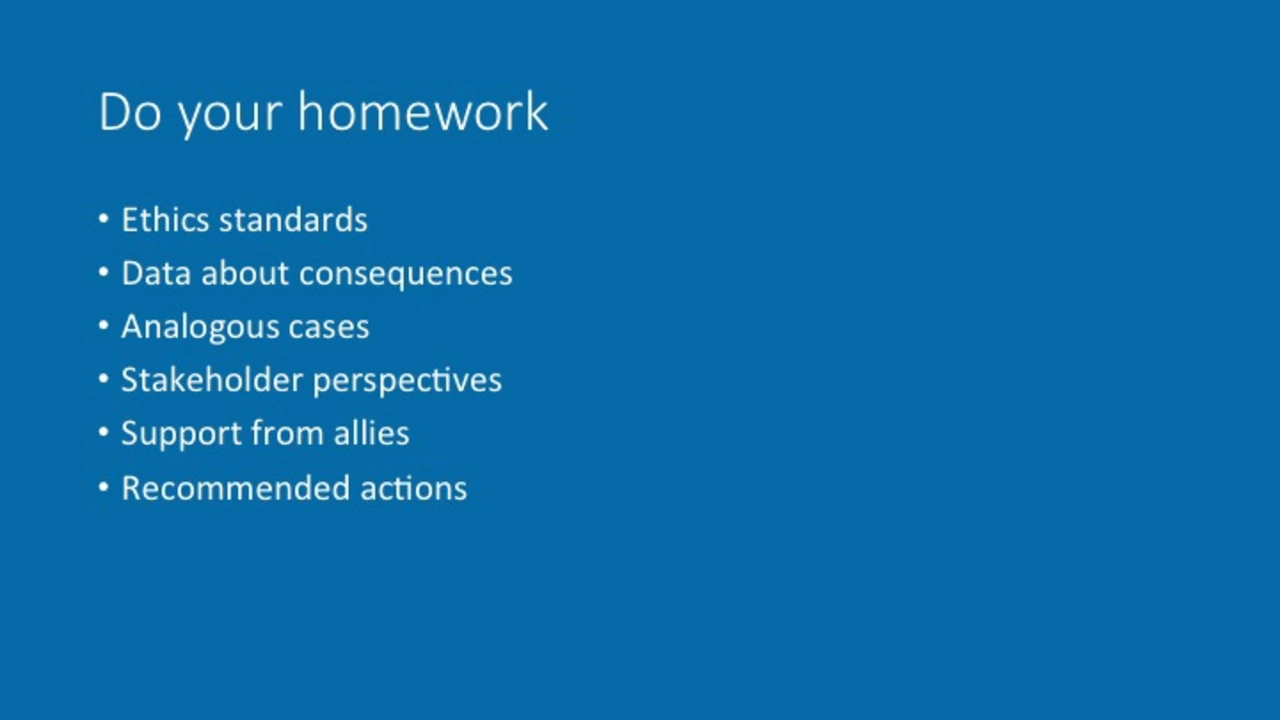 Do your homework
• Ethics standards
• Data about consequences
• Analogous cases
• Stakeholder perspectives
• Support from allies
• Recommended actions